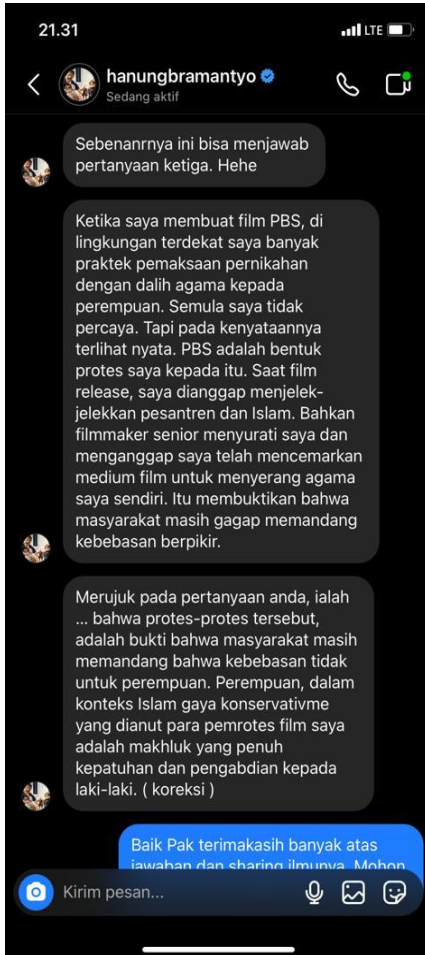 21.31
LTE
hanungbramantyo
Sedang aktif
Sebenanrnya ini bisa menjawab
pertanyaan ketiga. Hehe
Ketika saya membuat film PBS, di
lingkungan terdekat saya banyak
praktek pemaksaan pernikahan
dengan dalih agama kepada
perempuan. Semula saya tidak
percaya. Tapi pada kenyataannya
terlihat nyata. PBS adalah bentuk
protes saya kepada itu. Saat film
release, saya dianggap menjelek-
jelekkan pesantren dan Islam. Bahkan
filmmaker senior menyurati saya dan
menganggap saya telah mencemarkan
medium film untuk menyerang agama
saya sendiri. Itu membuktikan bahwa
masyarakat masih gagap memandang
kebebasan berpikir.
Merujuk pada pertanyaan anda, ialah
... bahwa protes-protes tersebut,
adalah bukti bahwa masyarakat masih
memandang bahwa kebebasan tidak
untuk perempuan. Perempuan, dalam
konteks Islam gaya konservativme
yang dianut para pemrotes film saya
adalah makhluk yang penuh
kepatuhan dan pengabdian kepada
laki-laki. ( koreksi )
Baik Pak terimakasih banyak atas
jawaban dan sharing ilmunya. Mohon
Kirim pesan...